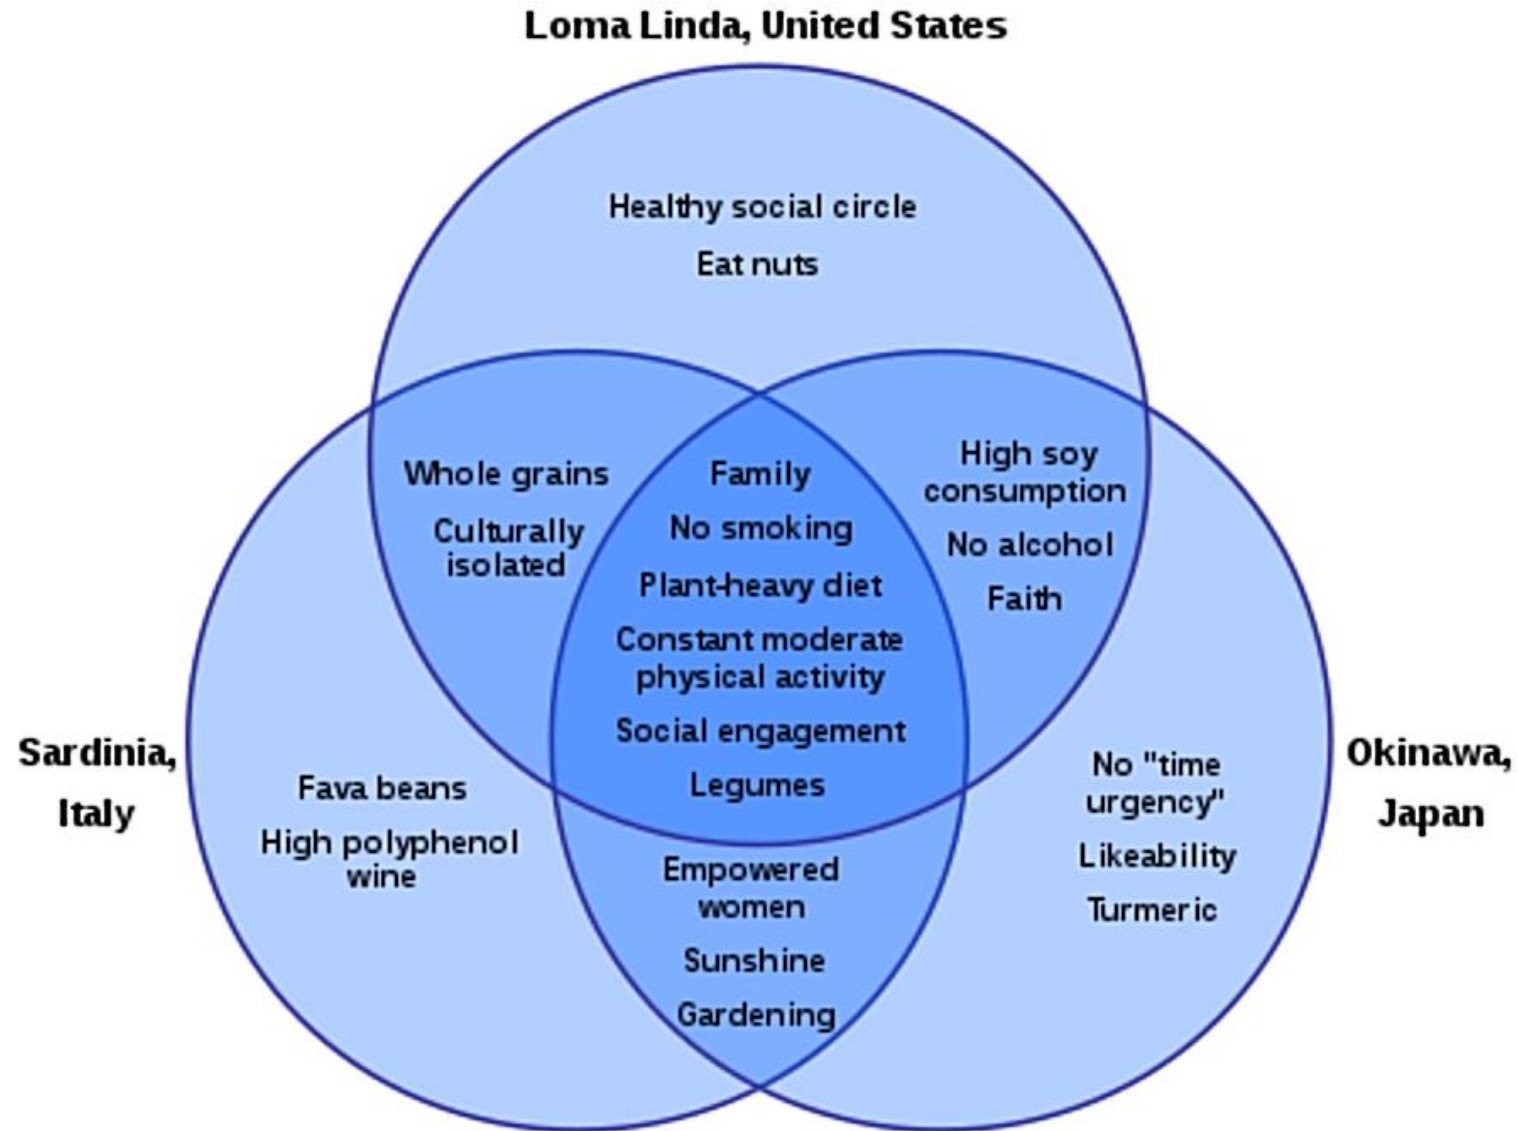 Loma Linda, United States
Healthy social circle
Eat nuts
Whole grains
Culturally
isolated
Family
No smoking
Plant-heavy diet
Constant moderate
physical activity
Social engagement
Legumes
High soy
consumption
No alcohol
Faith
Sardinia,
Italy
Fava beans
High polyphenol
wine
Empowered
women
Sunshine
Gardening
No "time
urgency"
Likeability
Turmeric
Okinawa,
Japan